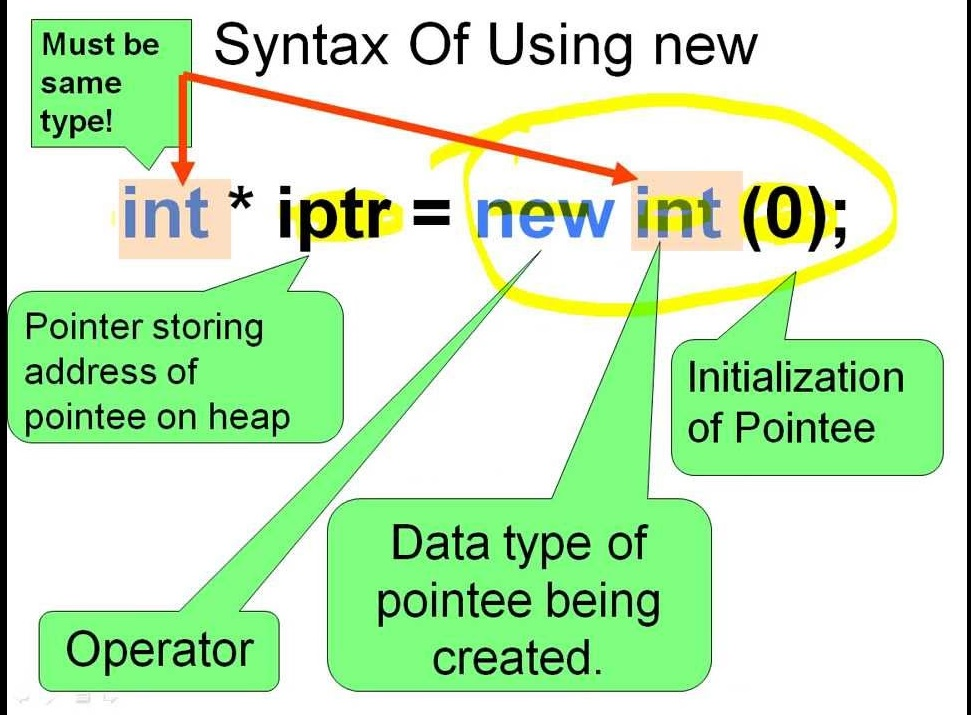 Syntax Of Using new
Must be
same
type!
int * iptr = new int (0);
Pointer storing
address of
pointee on heap
Initialization
of Pointee
Data type of
pointee being
created.
Operator